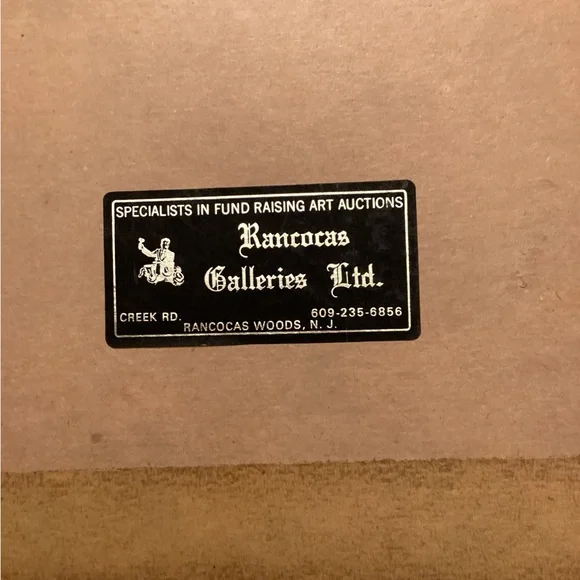 SPECIALISTS IN FUND RAISING ART AUCTIONS
Rancocas
Galleries Ltd.
CREEK RD. 609-235-6856
RANCOCAS WOODS, N. J.